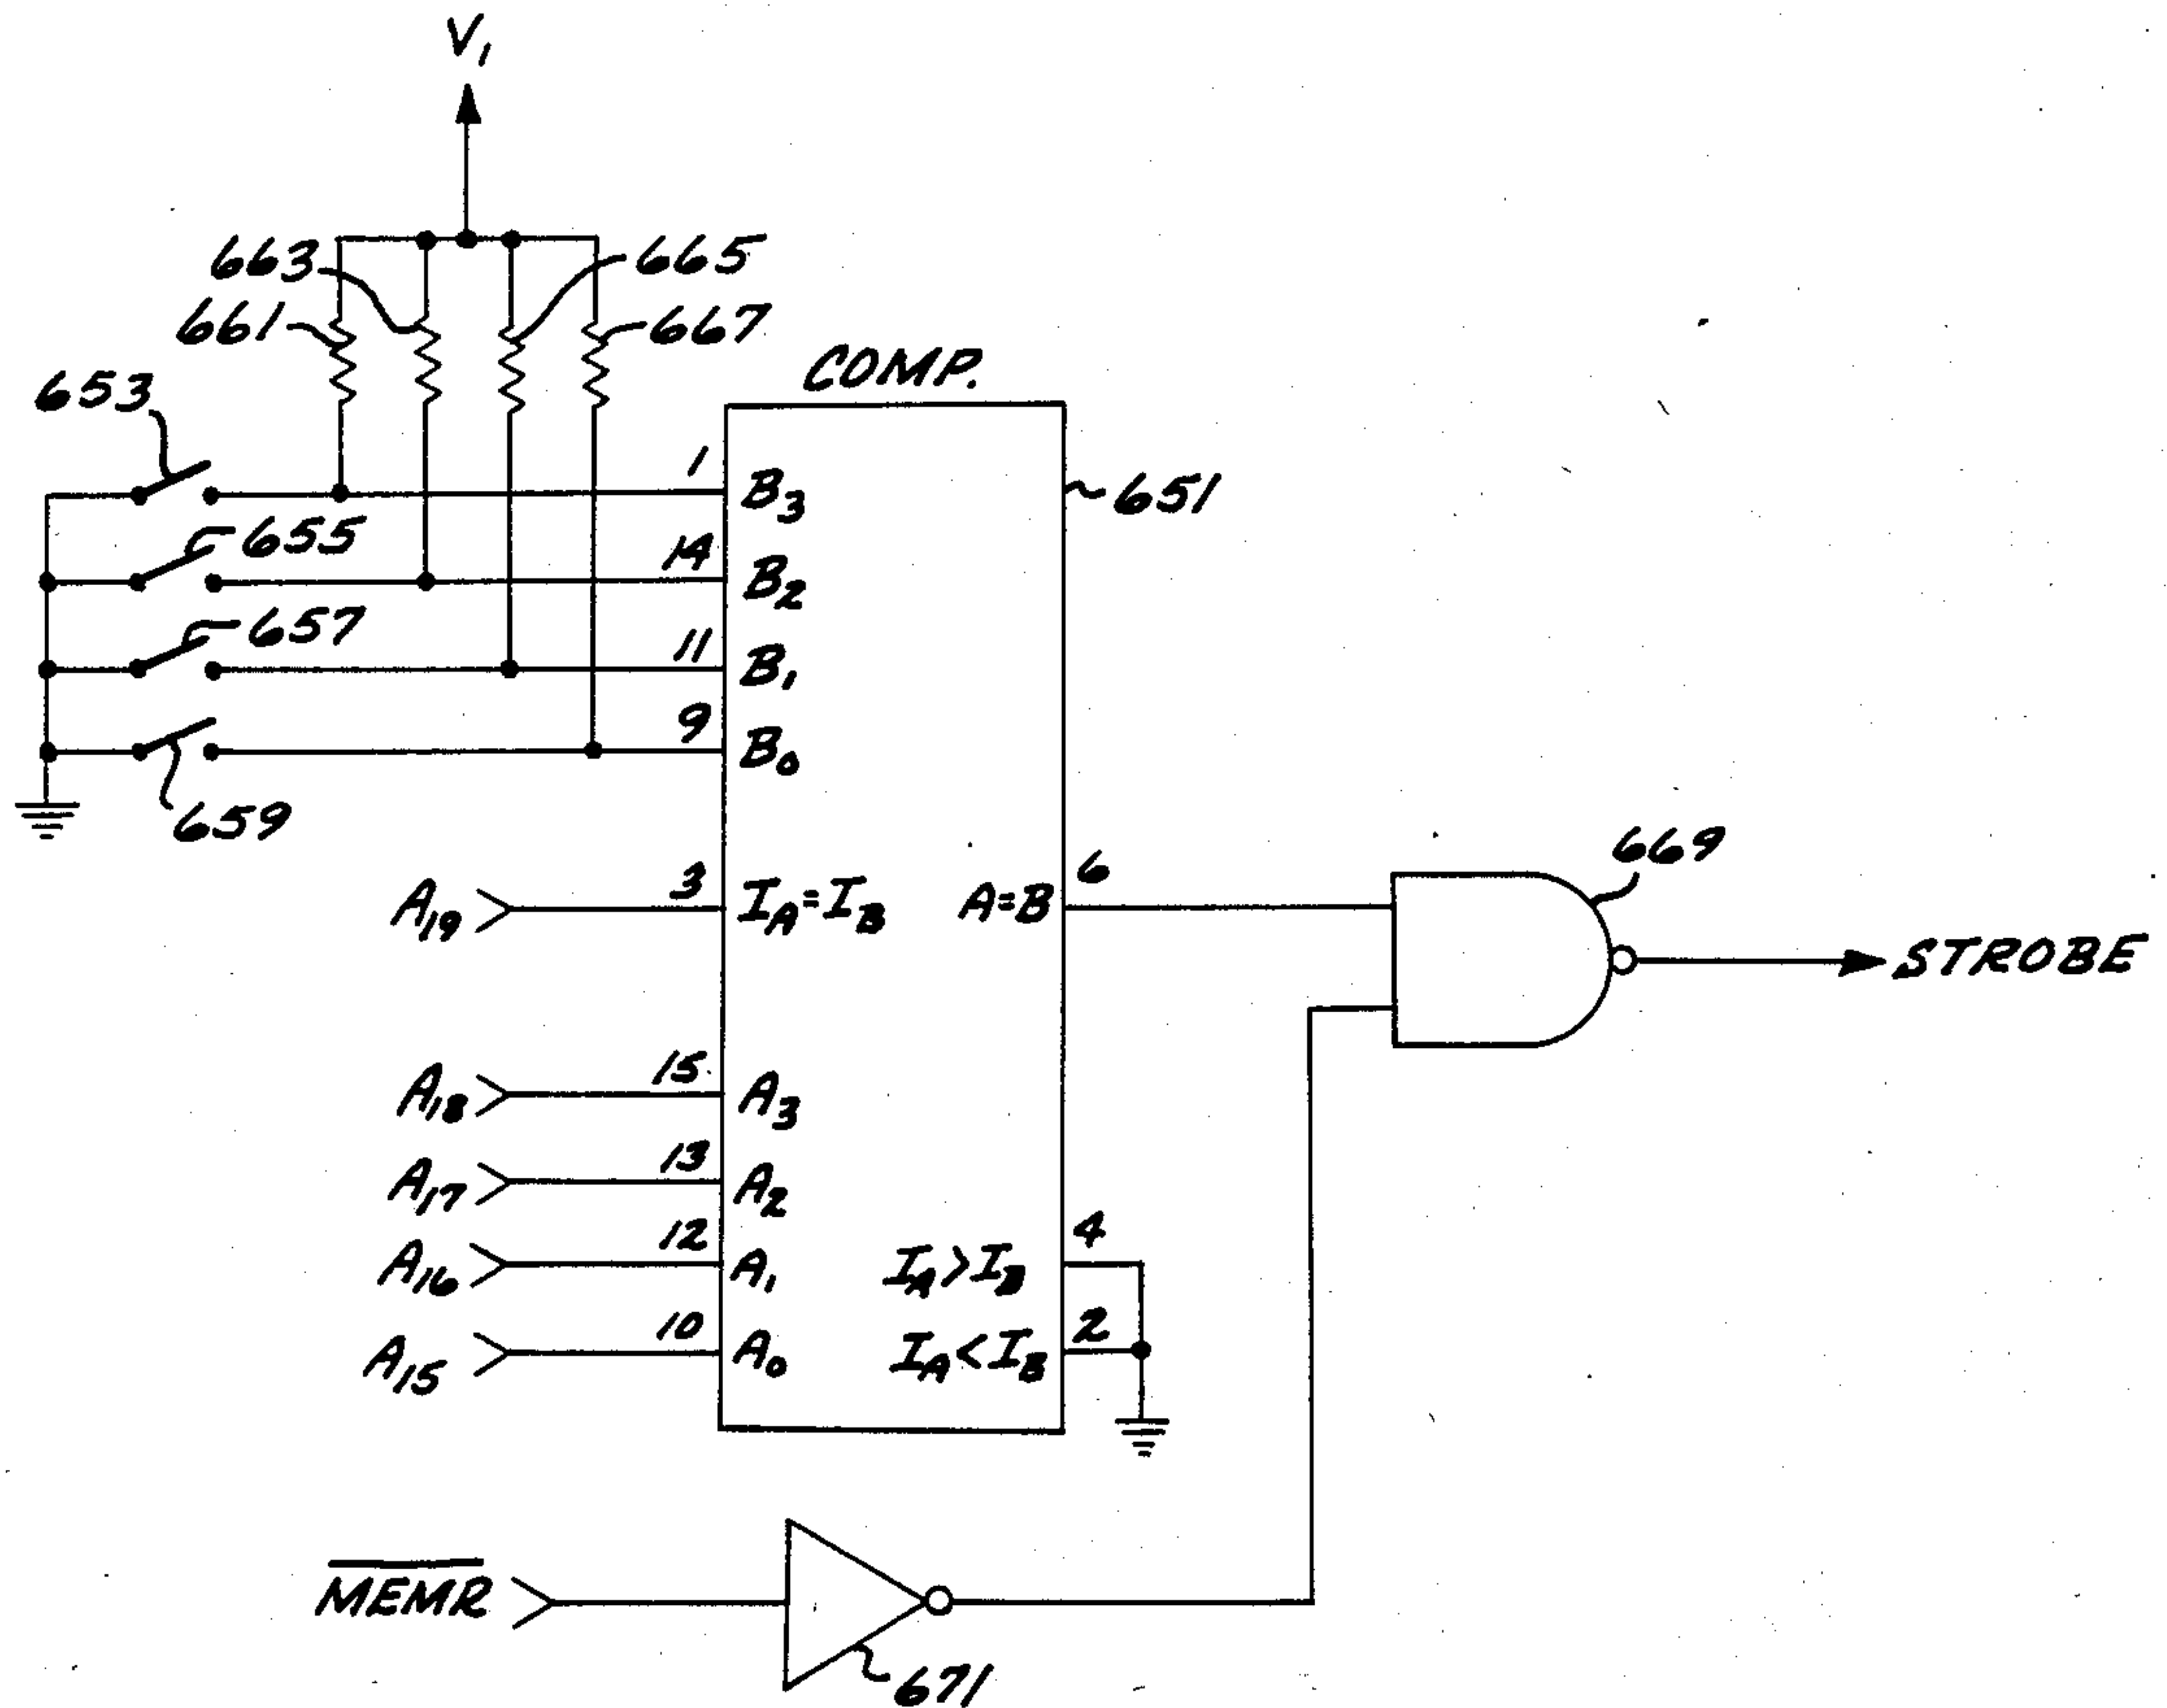 V1
663
665
661
667
653
COMP.
1
B3
651
655
14
B2
657
11
B1
9
B0
659
669
A19
3
IA=IB
A=B
6
STROBE
A18
15
A3
A17
13
A2
A16
12
A1
IA>IB
4
A15
10
A0
IA<IB
2
MEMR
671